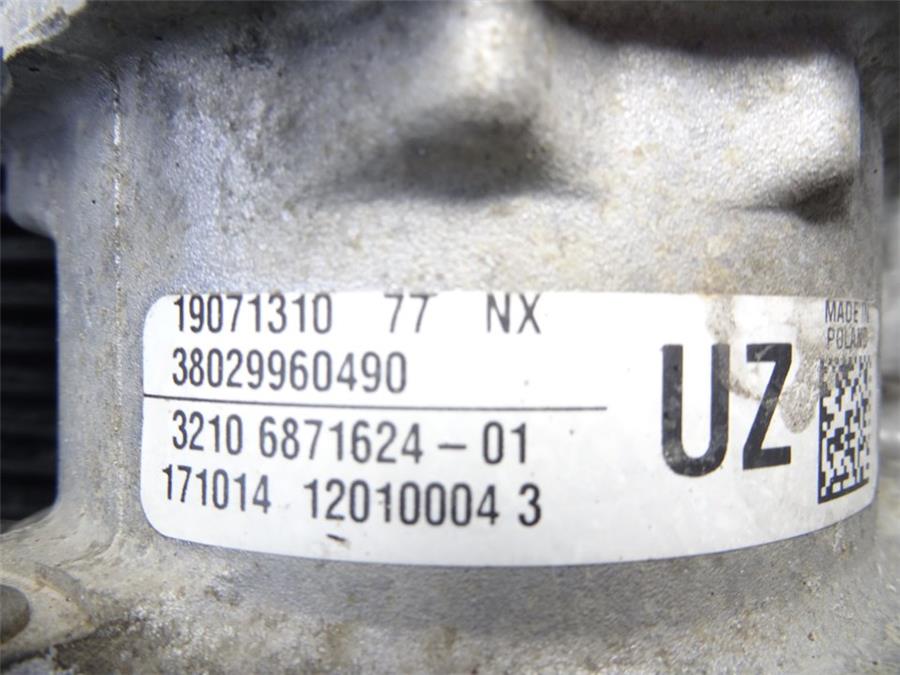 19071310 77 NX
38029960490
3210 6871624-01
171014 12010004 3
UZ
MADE IN
POLAND